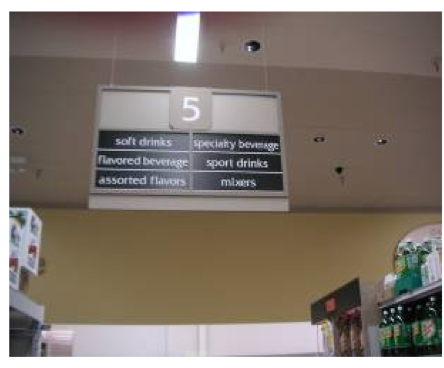 5
soft drinks
specialty beverage
flavored beverage
sport drinks
assorted flavors
mixers